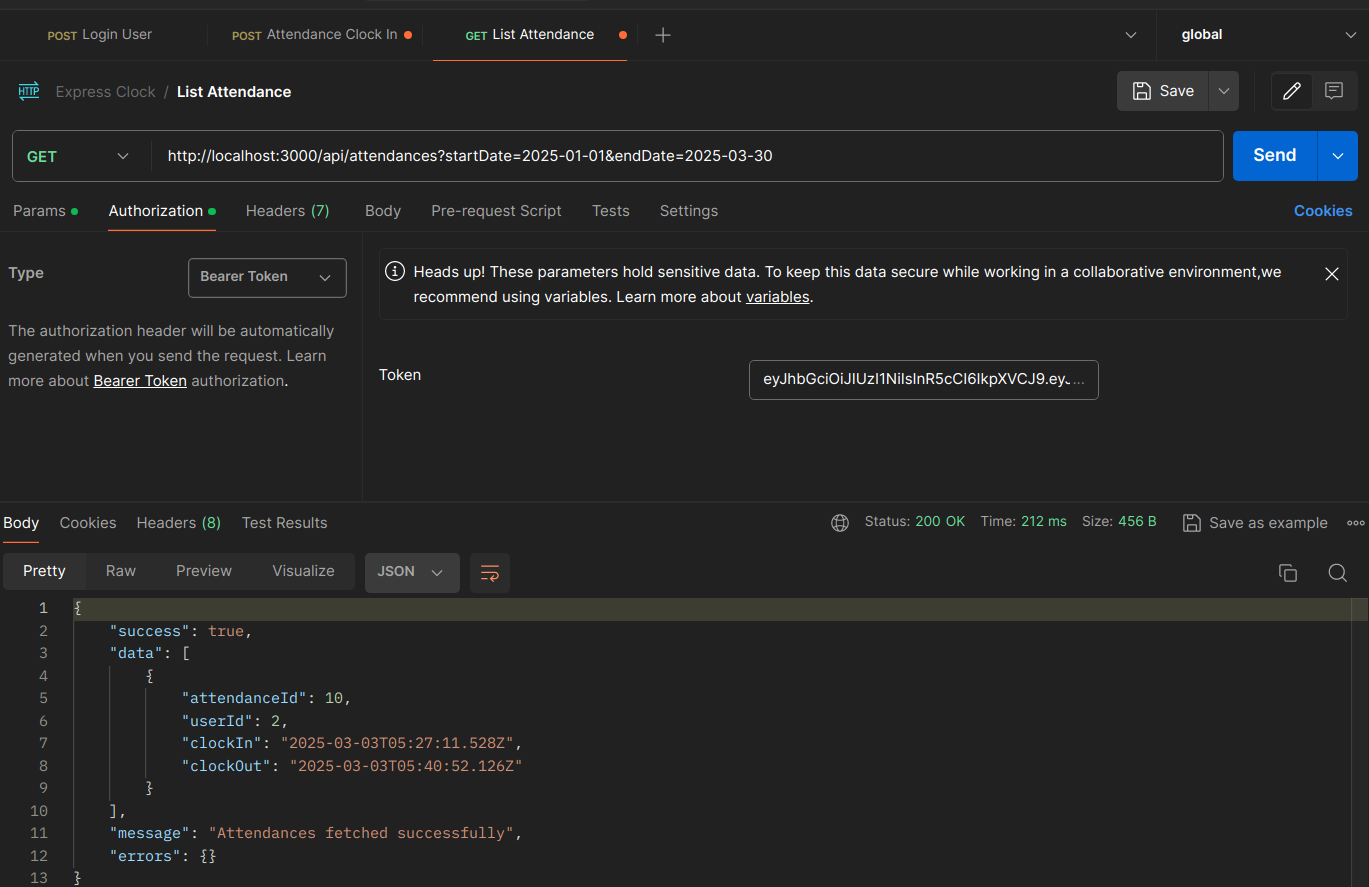 POST Login User
POST Attendance Clock In
GET List Attendance
global
HTTP
Express Clock / List Attendance
Save
GET
http://localhost:3000/api/attendances?startDate=2025-01-01&endDate=2025-03-30
Send
Params
Authorization
Headers (7)
Body
Pre-request Script
Tests
Settings
Cookies
Type
Bearer Token
The authorization header will be automatically
generated when you send the request. Learn
more about Bearer Token authorization.
Heads up! These parameters hold sensitive data. To keep this data secure while working in a collaborative environment,we
recommend using variables. Learn more about variables.
Token
eyJhbGciOiJIUzI1NiIsInR5cCI6IkpXVCJ9.eyJ...
Body
Cookies
Headers (8)
Test Results
Status: 200 OK
Time: 212 ms
Size: 456 B
Save as example
Pretty
Raw
Preview
Visualize
JSON
1 {
2 "success": true,
3 "data": [
4 {
5 "attendanceId": 10,
6 "userId": 2,
7 "clockIn": "2025-03-03T05:27:11.528Z",
8 "clockOut": "2025-03-03T05:40:52.126Z"
9 }
10 ],
11 "message": "Attendances fetched successfully",
12 "errors": {}
13 }